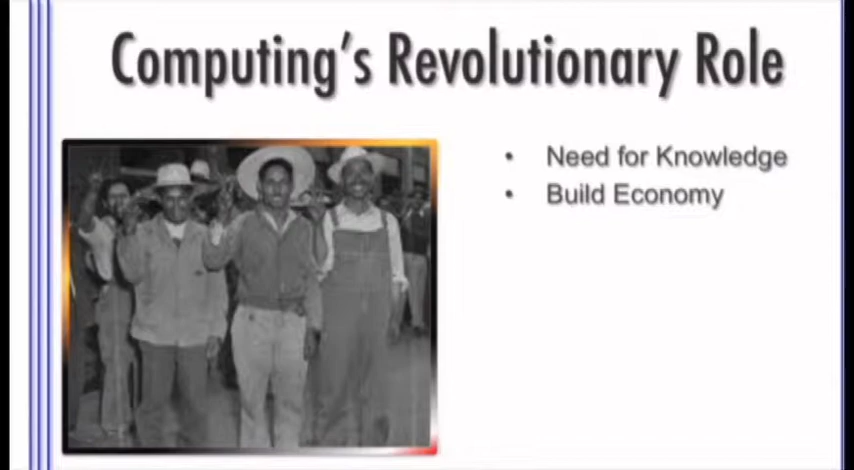 Computing's Revolutionary Role
• Need for Knowledge
• Build Economy